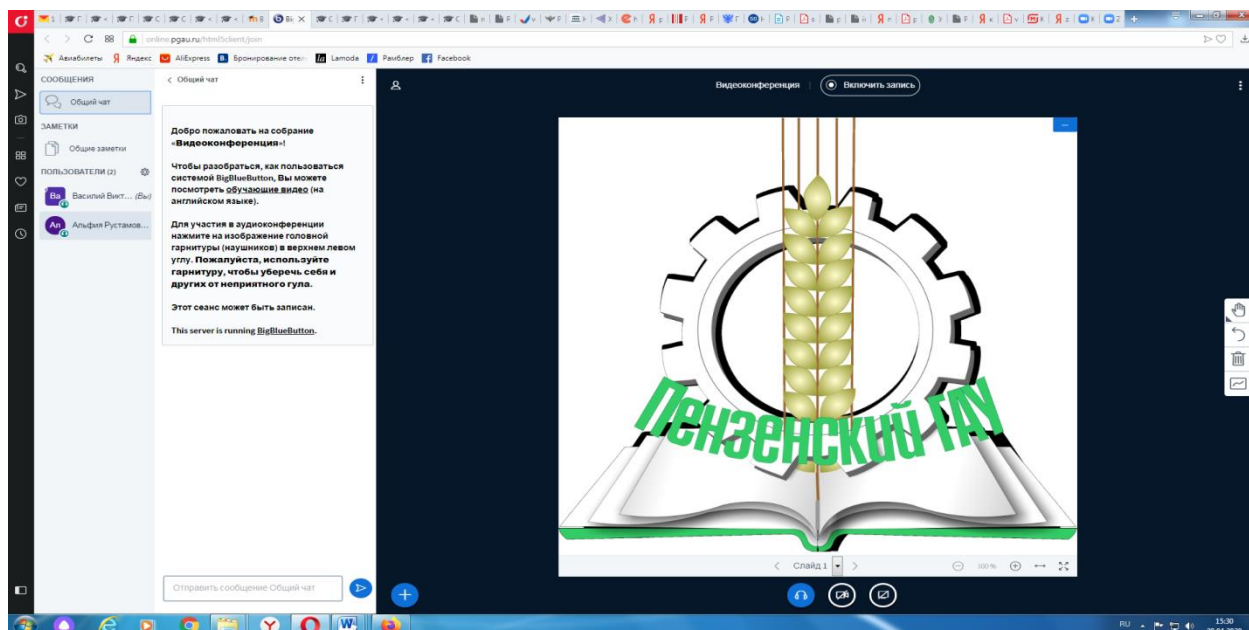 online.pgau.ru/html5client/join
Авиабилеты Яндекс AliExpress Бронирование отел Lamoda Рамблер Facebook
СООБЩЕНИЯ
Общий чат
ЗАМЕТКИ
Общие заметки
ПОЛЬЗОВАТЕЛИ (2)
Ва Василий Викт... (Вы)
Ал Альфия Рустамов...
Общий чат
Добро пожаловать на собрание
«Видеоконференция»!
Чтобы разобраться, как пользоваться
системой BigBlueButton, Вы можете
посмотреть обучающие видео (на
английском языке).
Для участия в аудиоконференции
нажмите на изображение головной
гарнитуры (наушников) в верхнем левом
углу. Пожалуйста, используйте
гарнитуру, чтобы уберечь себя и
других от неприятного гула.
Этот сеанс может быть записан.
This server is running BigBlueButton.
Отправить сообщение Общий чат
Видеоконференция Включить запись
Пензенский ГАУ
Слайд 1
100%
RU
15:30